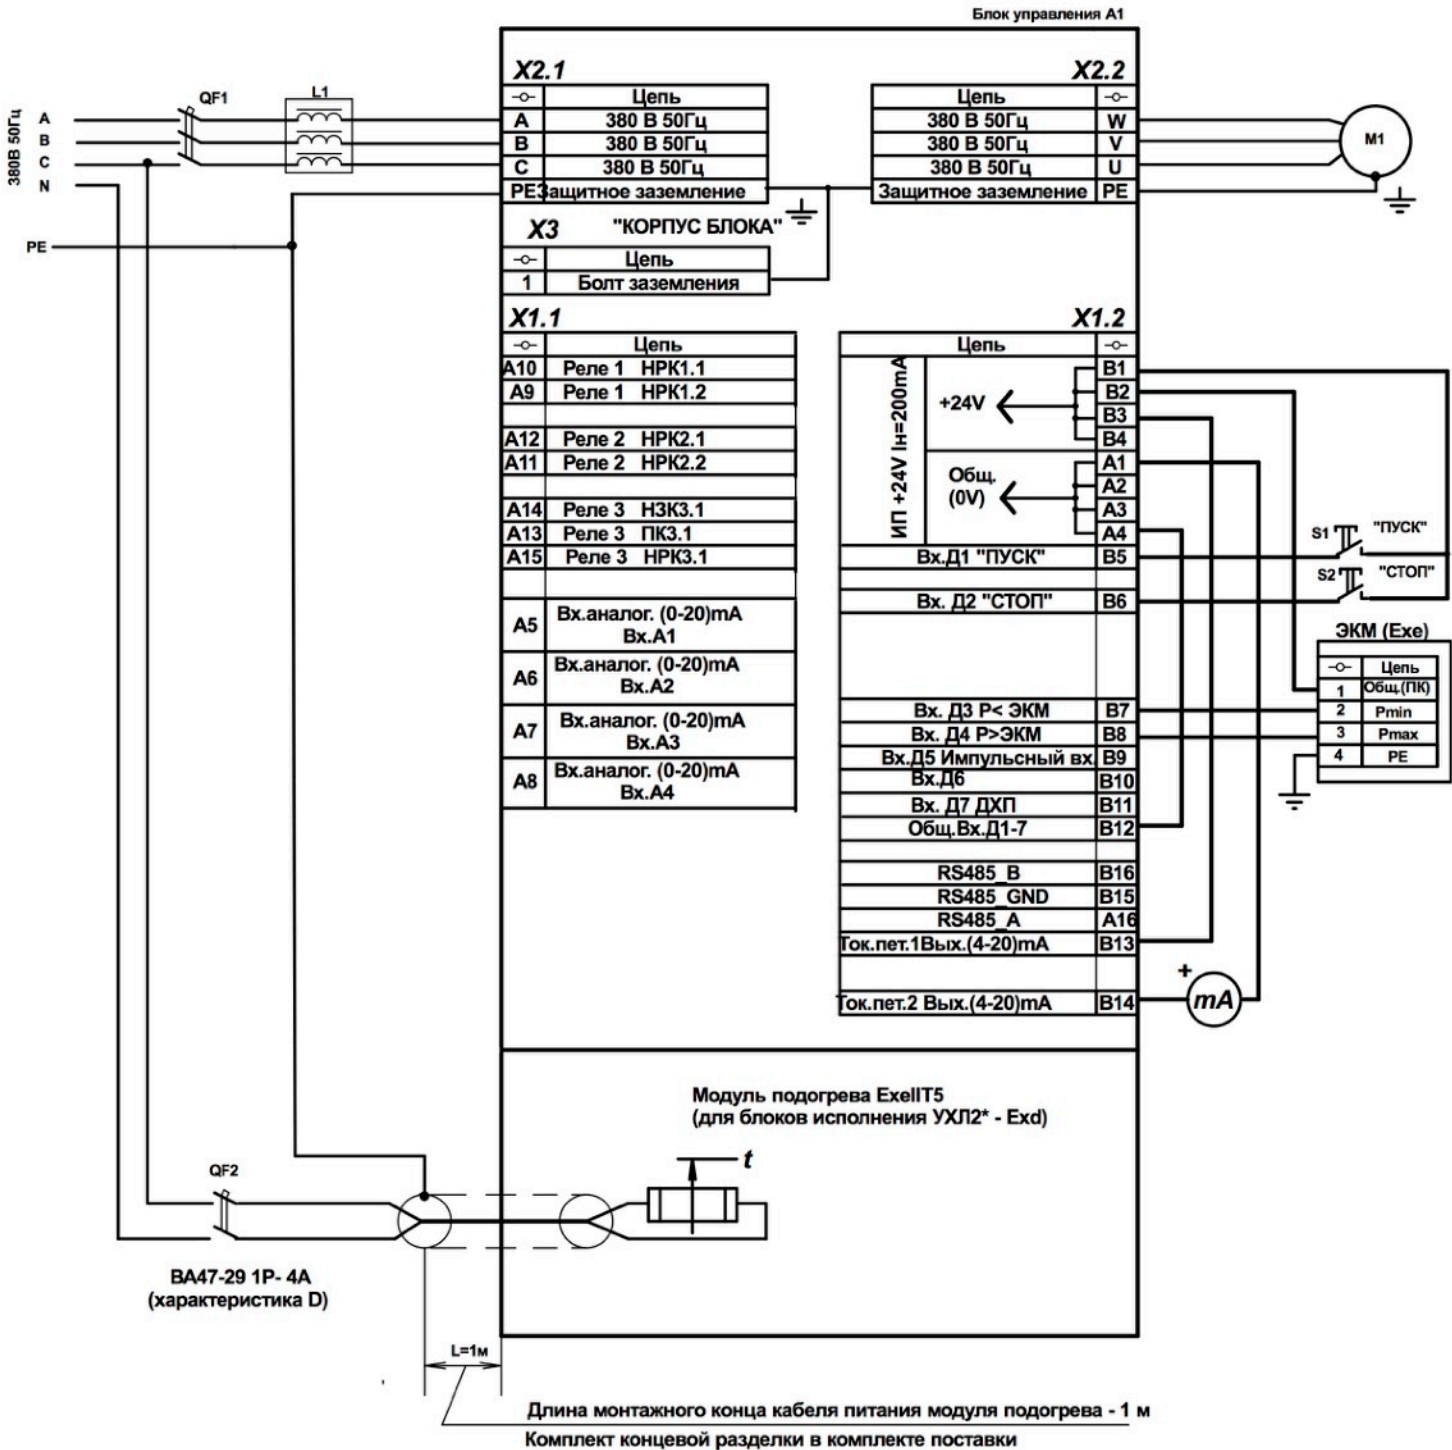 Блок управления А1
X2.1
X2.2
QF1
L1
Цепь
Цепь
380В 50Гц
A
B
C
N
A 380 В 50Гц
B 380 В 50Гц
C 380 В 50Гц
PE Защитное заземление
380 В 50Гц W
380 В 50Гц V
380 В 50Гц U
Защитное заземление PE
M1
PE
X3
"КОРПУС БЛОКА"
Цепь
1 Болт заземления
X1.1
Цепь
A10 Реле 1 НРК1.1
A9 Реле 1 НРК1.2
A12 Реле 2 НРК2.1
A11 Реле 2 НРК2.2
A14 Реле 3 НЗК3.1
A13 Реле 3 ПК3.1
A15 Реле 3 НРК3.1
A5 Вх.аналог. (0-20)mA
Вх.А1
A6 Вх.аналог. (0-20)mA
Вх.А2
A7 Вх.аналог. (0-20)mA
Вх.А3
A8 Вх.аналог. (0-20)mA
Вх.А4
X1.2
Цепь
ИП +24V Iн=200mA
+24V
B1
B2
B3
B4
Общ.
(0V)
A1
A2
A3
A4
Вх.Д1 "ПУСК" B5
Вх. Д2 "СТОП" B6
Вх. Д3 Р< ЭКМ B7
Вх. Д4 Р>ЭКМ B8
Вх.Д5 Импульсный вх. B9
Вх.Д6 B10
Вх. Д7 ДХП B11
Общ.Вх.Д1-7 B12
RS485_B B16
RS485_GND B15
RS485_A A16
Ток.пет.1Вых.(4-20)mA B13
Ток.пет.2 Вых.(4-20)mA B14
S1 "ПУСК"
S2 "СТОП"
ЭКМ (Exe)
Цепь
1 Общ.(ПК)
2 Pmin
3 Pmax
4 PE
+
mA
Модуль подогрева ExeIIT5
(для блоков исполнения УХЛ2* - Exd)
t
QF2
ВА47-29 1Р- 4А
(характеристика D)
L=1м
Длина монтажного конца кабеля питания модуля подогрева - 1 м
Комплект концевой разделки в комплекте поставки